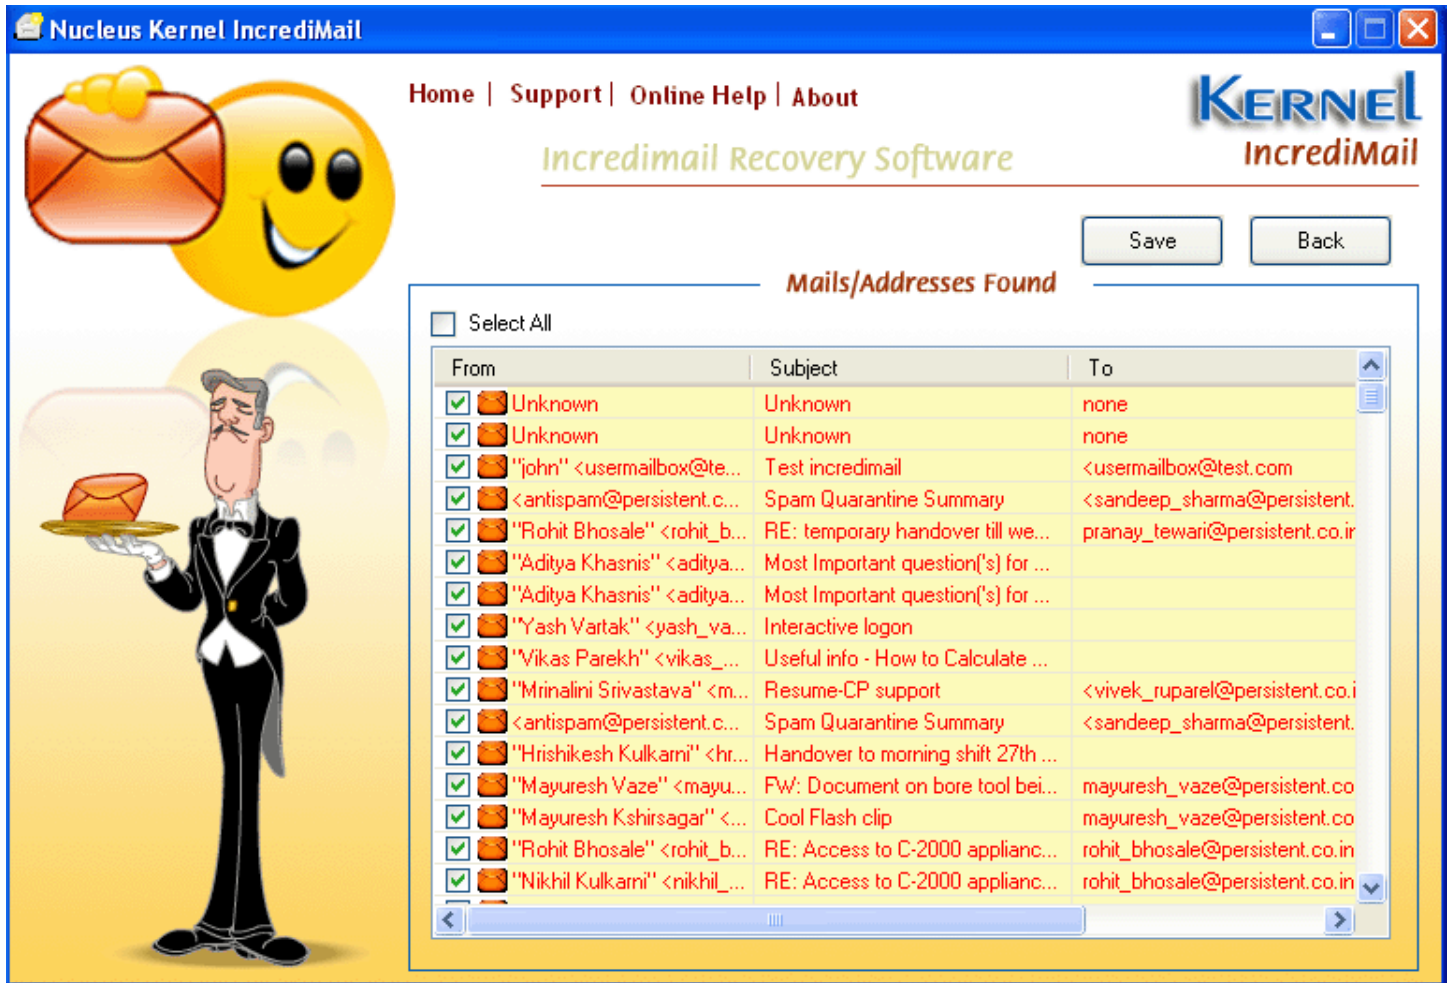 Nucleus Kernel IncrediMail
Home | Support | Online Help | About
KERNEl
IncrediMail
Incredimail Recovery Software
Save Back
Mails/Addresses Found
Select All
From Subject To
Unknown Unknown none
Unknown Unknown none
"john" <usermailbox@te... Test incredimail <usermailbox@test.com
<antispam@persistent.c... Spam Quarantine Summary <sandeep_sharma@persistent.
"Rohit Bhosale" <rohit_b... RE: temporary handover till we... pranay_tewari@persistent.co.in
"Aditya Khasnis" <aditya... Most Important question('s) for ...
"Aditya Khasnis" <aditya... Most Important question('s) for ...
"Yash Vartak" <yash_va... Interactive logon
"Vikas Parekh" <vikas_... Useful info - How to Calculate ...
"Mrinalini Srivastava" <m... Resume-CP support <vivek_ruparel@persistent.co.i
<antispam@persistent.c... Spam Quarantine Summary <sandeep_sharma@persistent.
"Hrishikesh Kulkarni" <hr... Handover to morning shift 27th ...
"Mayuresh Vaze" <mayu... FW: Document on bore tool bei... mayuresh_vaze@persistent.co
"Mayuresh Kshirsagar" <... Cool Flash clip mayuresh_vaze@persistent.co
"Rohit Bhosale" <rohit_b... RE: Access to C-2000 applianc... rohit_bhosale@persistent.co.in
"Nikhil Kulkarni" <nikhil_... RE: Access to C-2000 applianc... rohit_bhosale@persistent.co.in